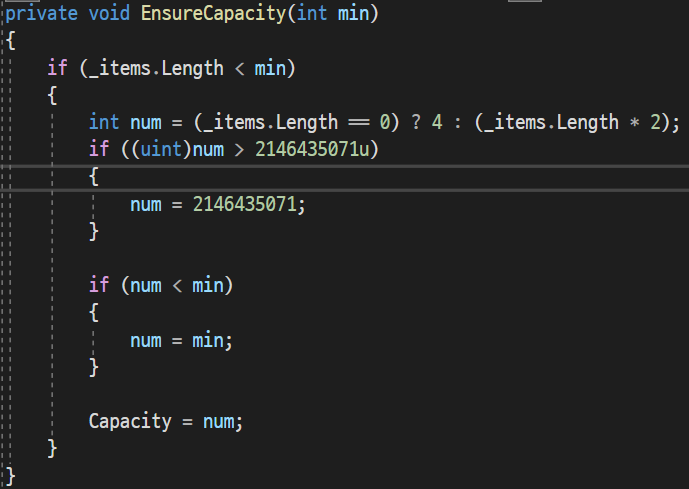 private void EnsureCapacity(int min)
{
if (_items.Length < min)
{
int num = (_items.Length == 0) ? 4 : (_items.Length * 2);
if ((uint)num > 2146435071u)
{
num = 2146435071;
}
if (num < min)
{
num = min;
}
Capacity = num;
}
}